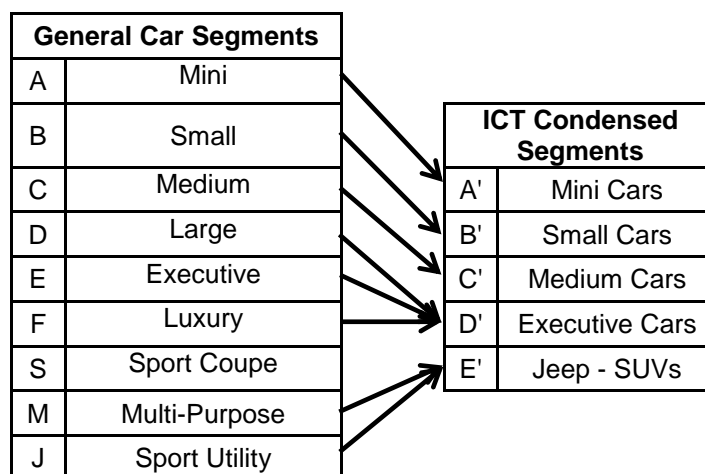 General Car Segments
A Mini
B Small
C Medium
D Large
E Executive
F Luxury
S Sport Coupe
M Multi-Purpose
J Sport Utility
ICT Condensed
Segments
A' Mini Cars
B' Small Cars
C' Medium Cars
D' Executive Cars
E' Jeep - SUVs